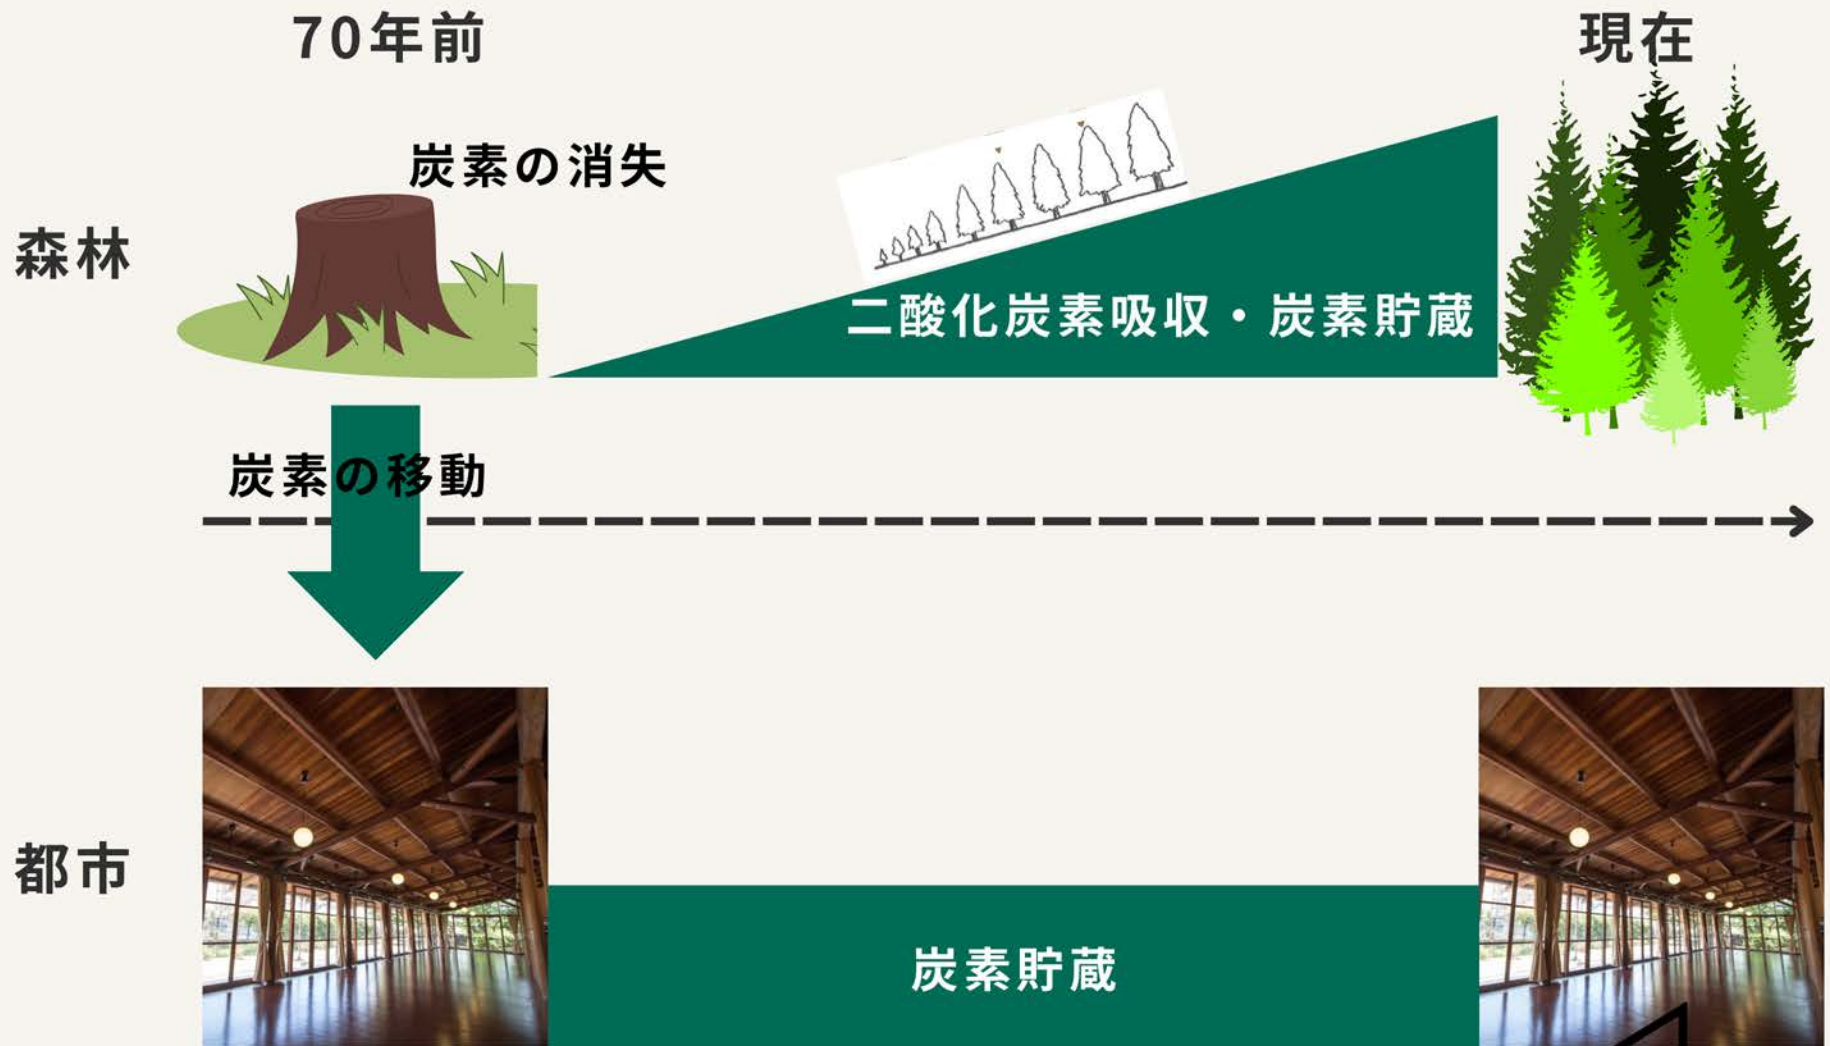 70年前
現在
炭素の消失
森林
二酸化炭素吸収・炭素貯蔵
炭素の移動
都市
炭素貯蔵